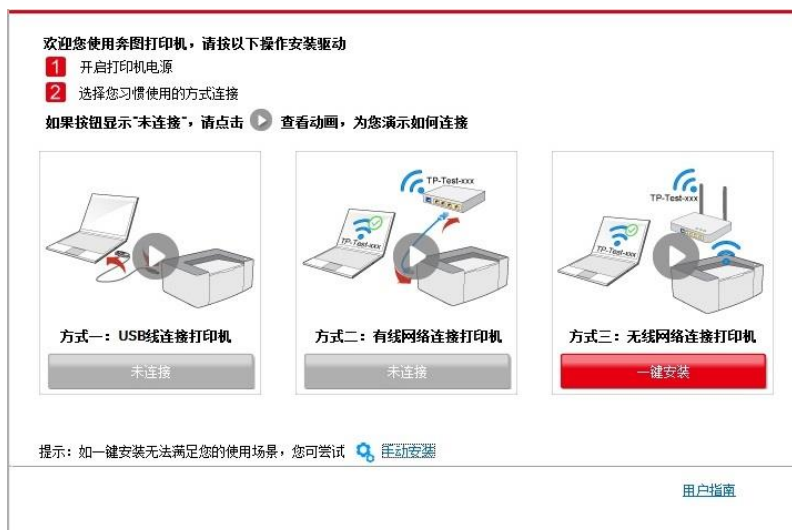 欢迎您使用奔图打印机，请按以下操作安装驱动
1 开启打印机电源
2 选择您习惯使用的方式连接
如果按钮显示"未连接"，请点击 查看动画，为您演示如何连接
TP-Test-xxx
TP-Test-xxx
TP-Test-xxx
TP-Test-xxx
方式一：USB线连接打印机
方式二：有线网络连接打印机
方式三：无线网络连接打印机
未连接
未连接
一键安装
提示：如一键安装无法满足您的使用场景，您可尝试 手动安装
用户指南